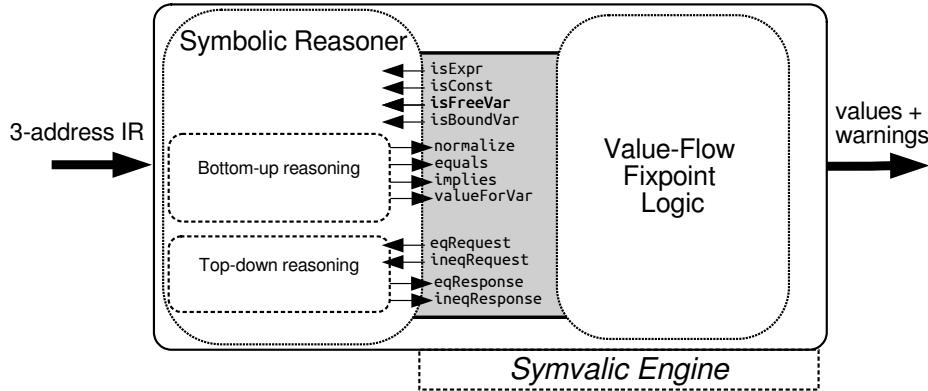 Symbolic Reasoner
isExpr
isConst
isFreeVar
isBoundVar
3-address IR
Bottom-up reasoning
normalize
equals
implies
valueForVar
Top-down reasoning
eqRequest
ineqRequest
eqResponse
ineqResponse
Value-Flow
Fixpoint
Logic
values +
warnings
Symvalic Engine